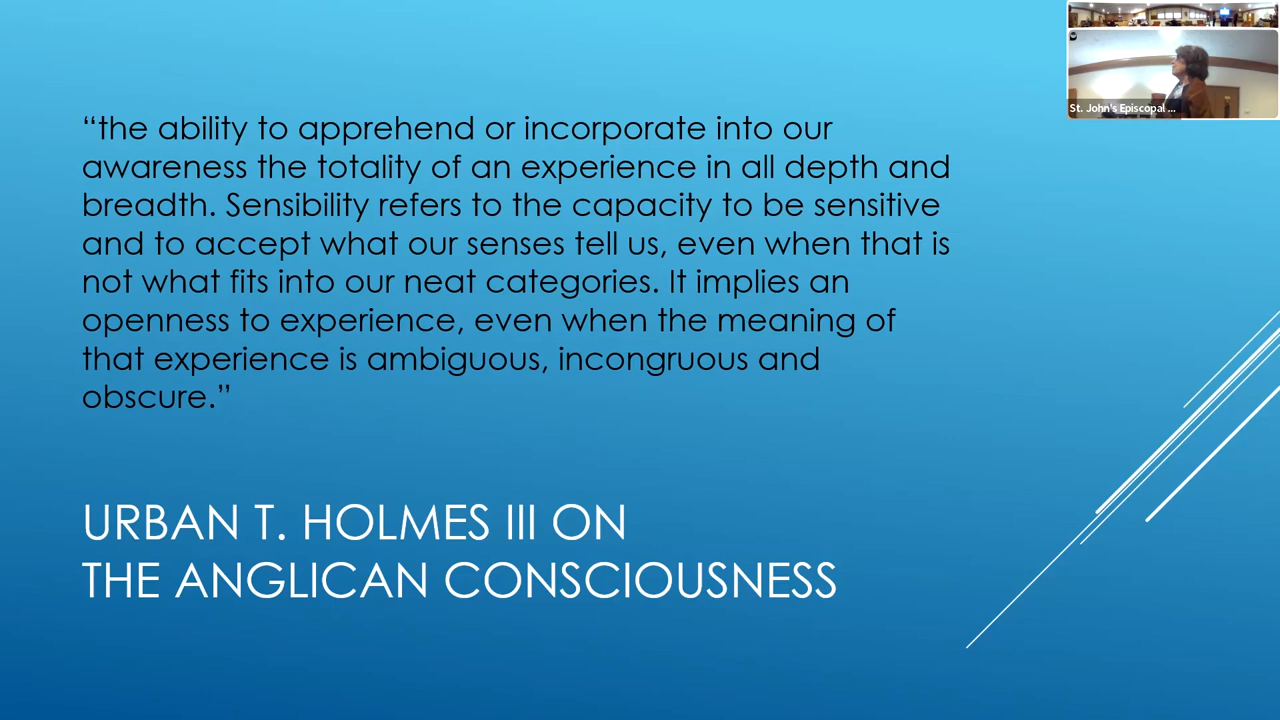 “the ability to apprehend or incorporate into our
awareness the totality of an experience in all depth and
breadth. Sensibility refers to the capacity to be sensitive
and to accept what our senses tell us, even when that is
not what fits into our neat categories. It implies an
openness to experience, even when the meaning of
that experience is ambiguous, incongruous and
obscure.”
URBAN T. HOLMES III ON
THE ANGLICAN CONSCIOUSNESS
St. John's Episcopal ...